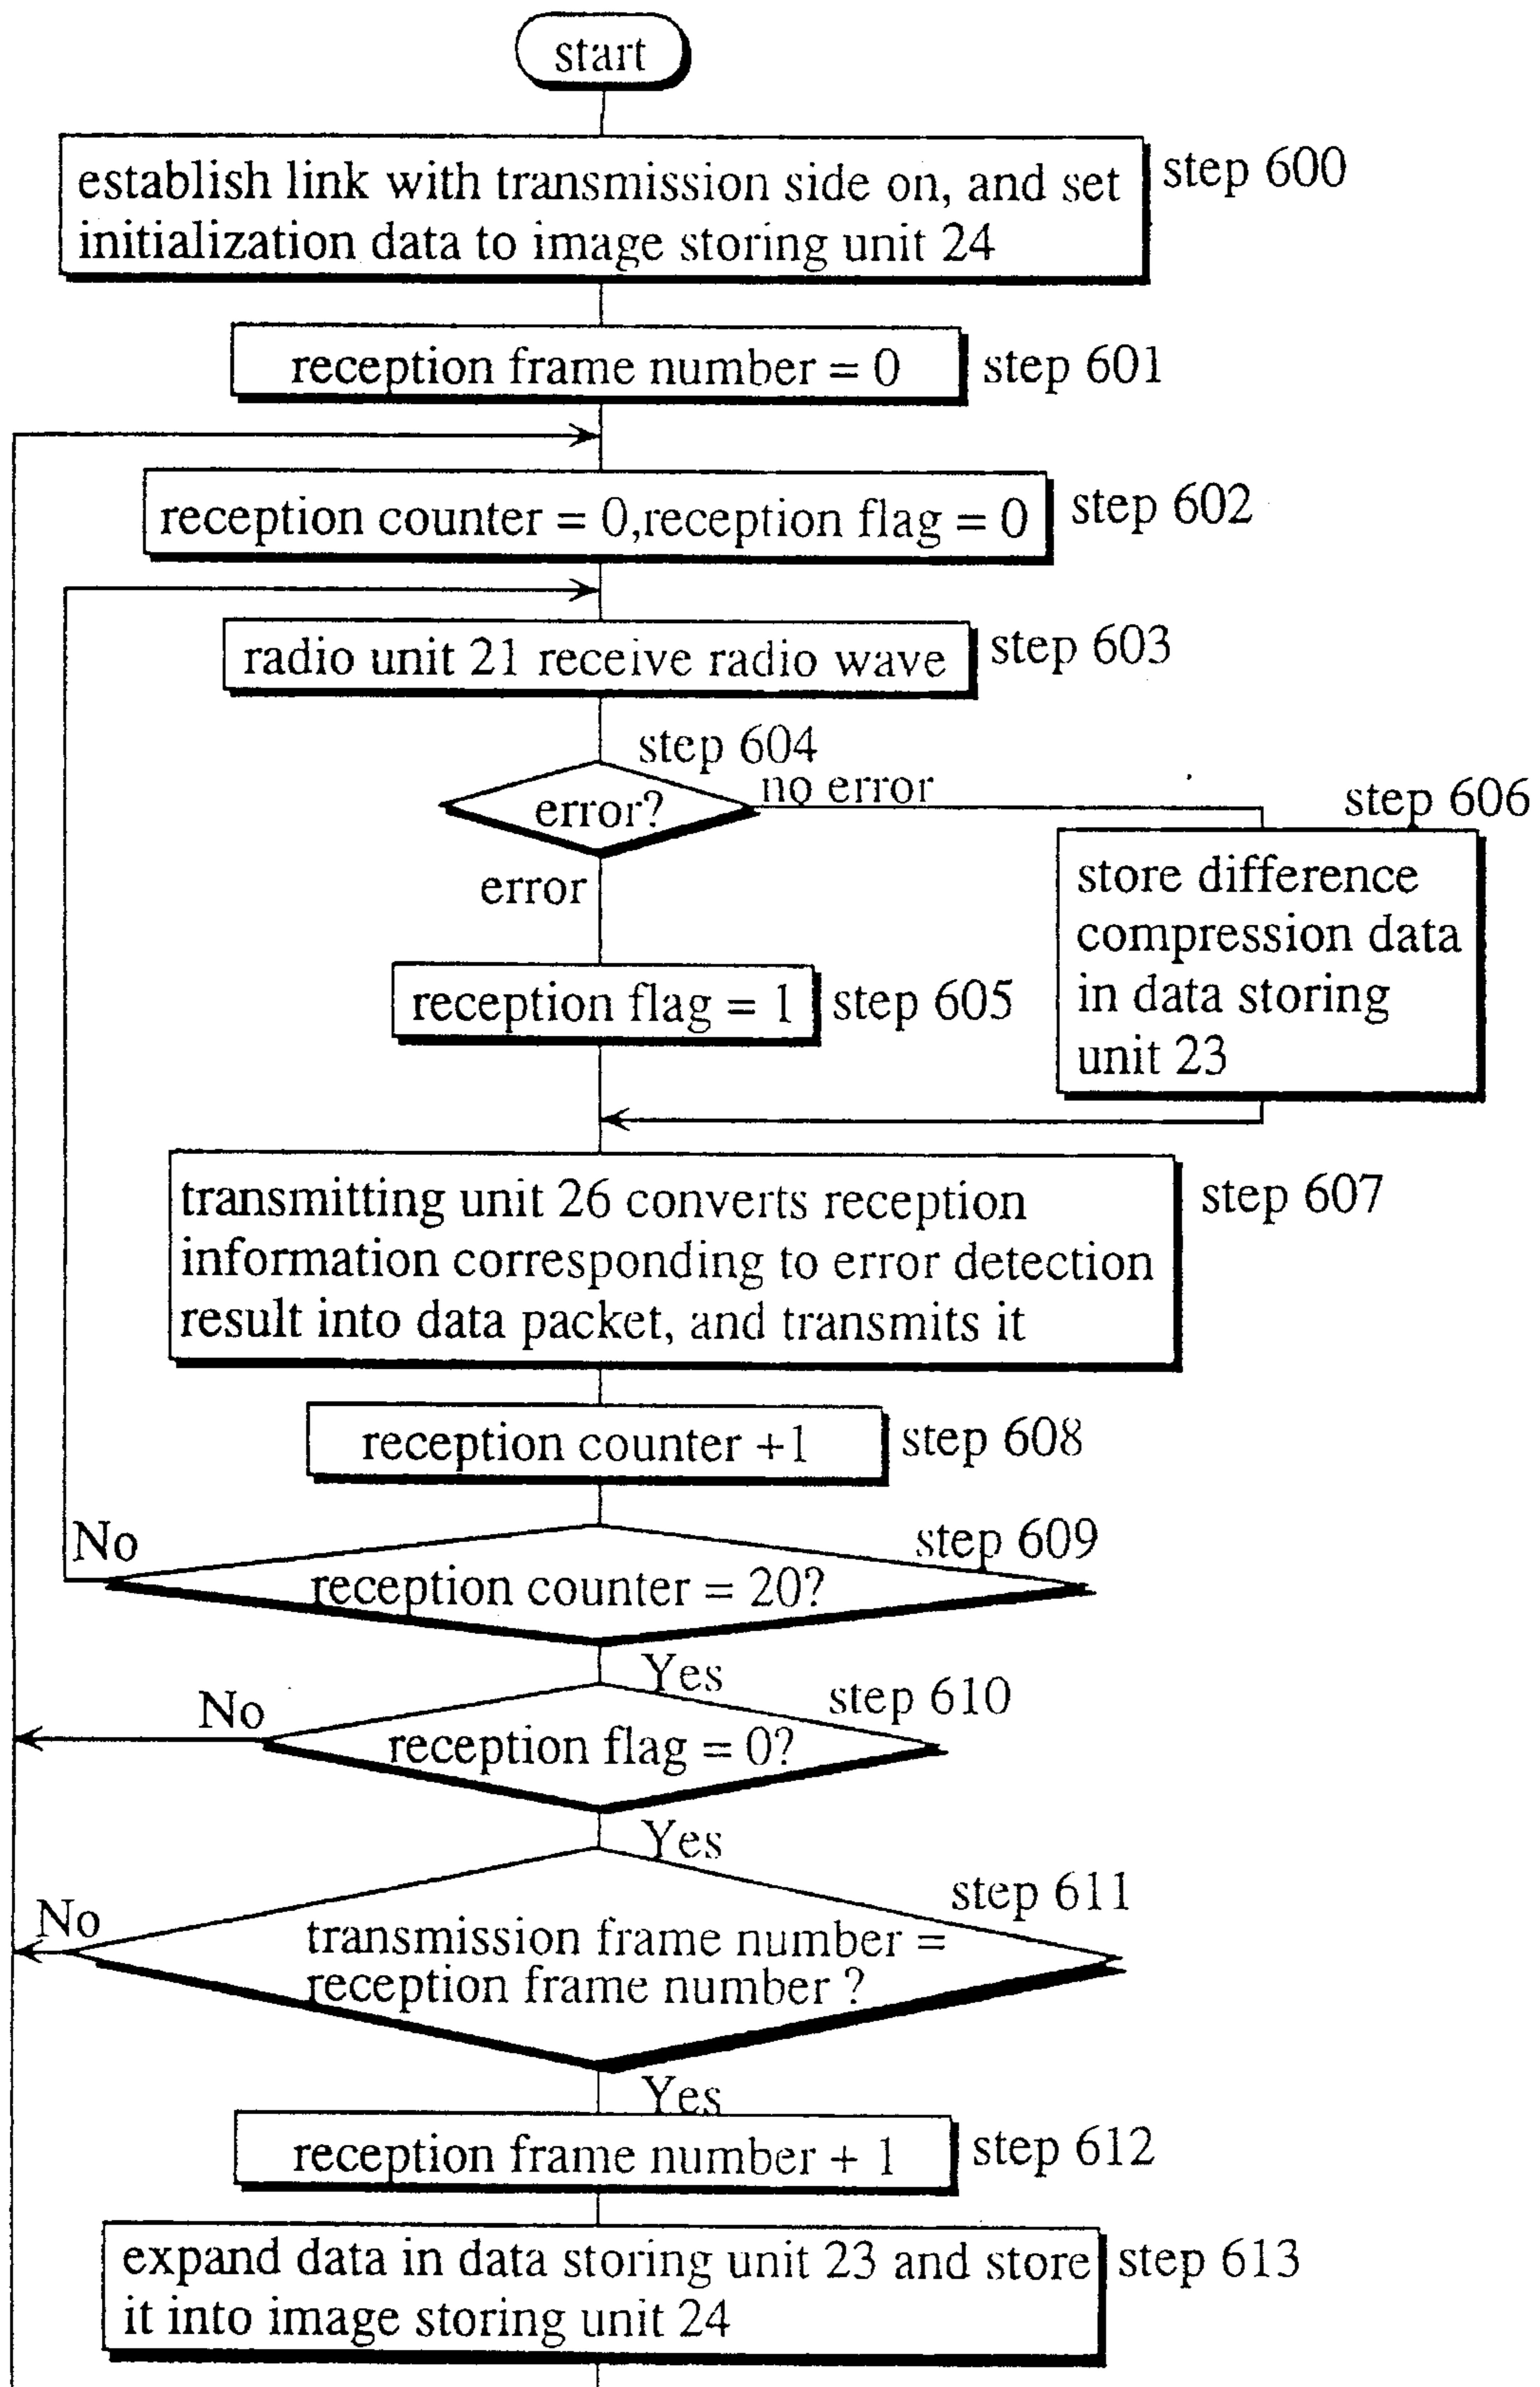 start
establish link with transmission side on, and set
initialization data to image storing unit 24
step 600
reception frame number = 0
step 601
reception counter = 0,reception flag = 0
step 602
radio unit 21 receive radio wave
step 603
step 604
error?
no error
error
step 606
store difference
compression data
in data storing
unit 23
reception flag = 1
step 605
transmitting unit 26 converts reception
information corresponding to error detection
result into data packet, and transmits it
step 607
reception counter +1
step 608
step 609
No
reception counter = 20?
Yes
step 610
No
reception flag = 0?
Yes
step 611
No
transmission frame number =
reception frame number ?
Yes
reception frame number + 1
step 612
expand data in data storing unit 23 and store
it into image storing unit 24
step 613